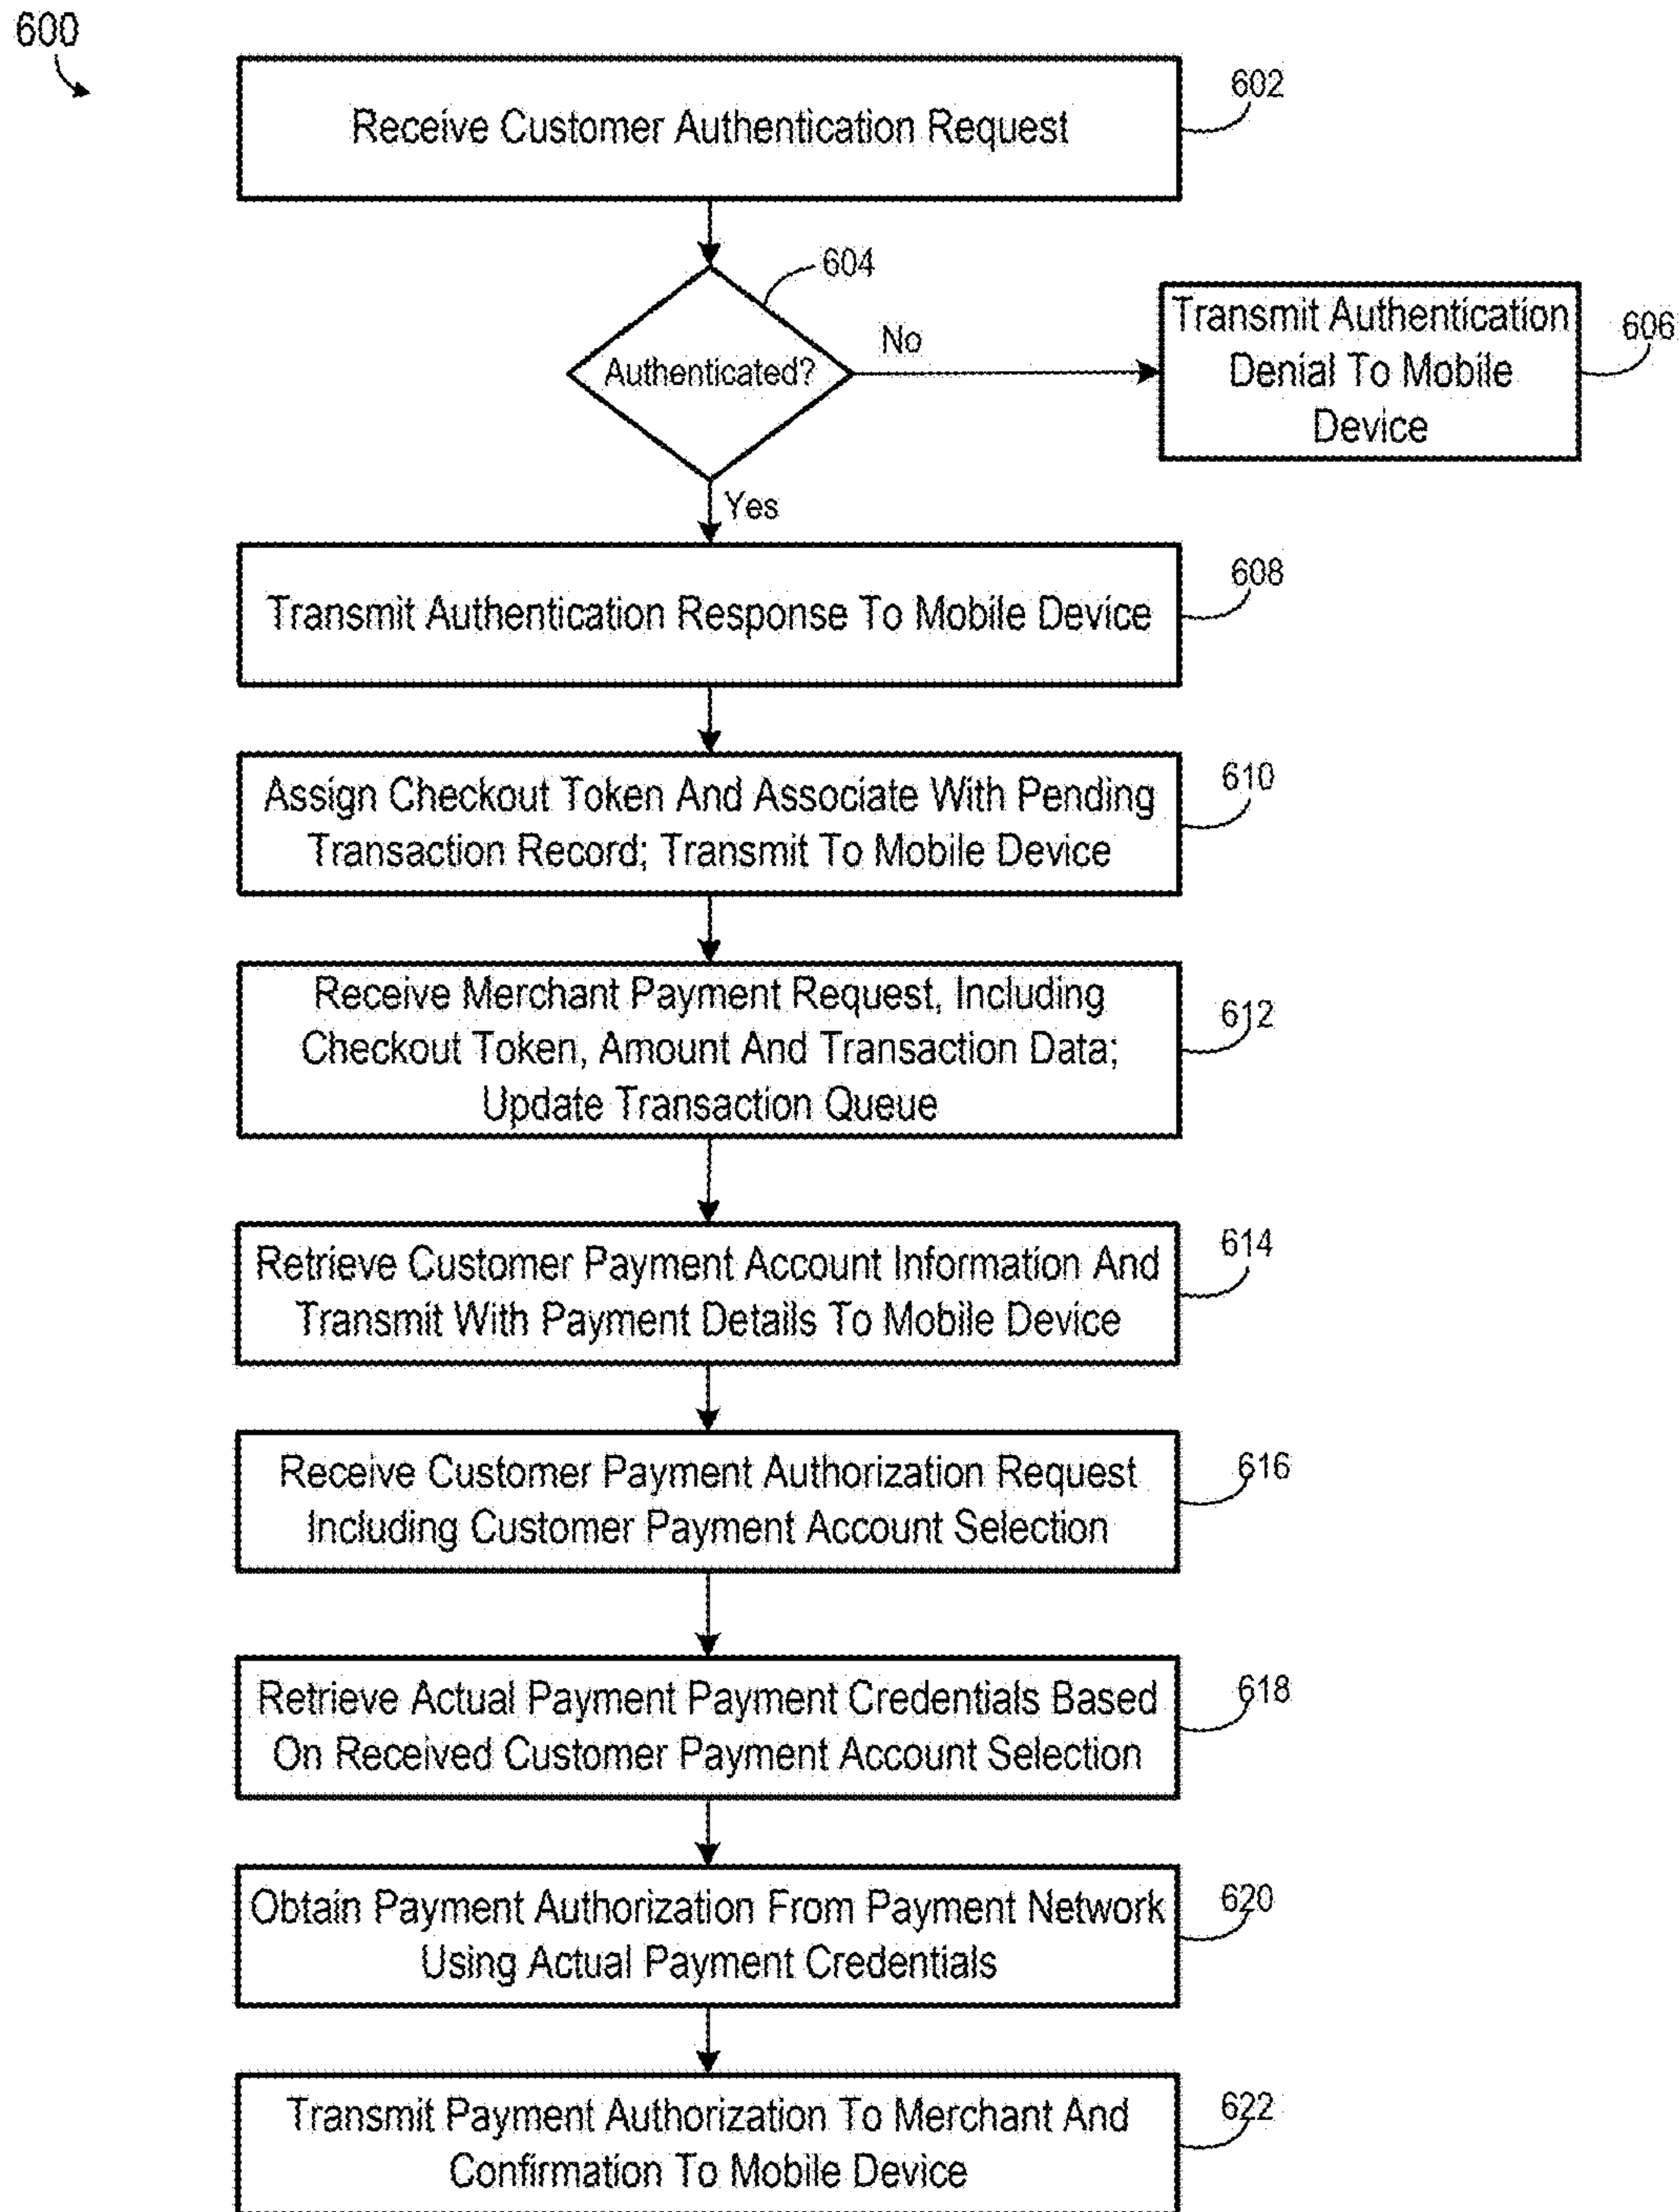 600
Receive Customer Authentication Request
602
604
Authenticated?
No
Transmit Authentication
Denial To Mobile
Device
606
Yes
Transmit Authentication Response To Mobile Device
608
Assign Checkout Token And Associate With Pending
Transaction Record; Transmit To Mobile Device
610
Receive Merchant Payment Request, Including
Checkout Token, Amount And Transaction Data;
Update Transaction Queue
612
Retrieve Customer Payment Account Information And
Transmit With Payment Details To Mobile Device
614
Receive Customer Payment Authorization Request
Including Customer Payment Account Selection
616
Retrieve Actual Payment Payment Credentials Based
On Received Customer Payment Account Selection
618
Obtain Payment Authorization From Payment Network
Using Actual Payment Credentials
620
Transmit Payment Authorization To Merchant And
Confirmation To Mobile Device
622